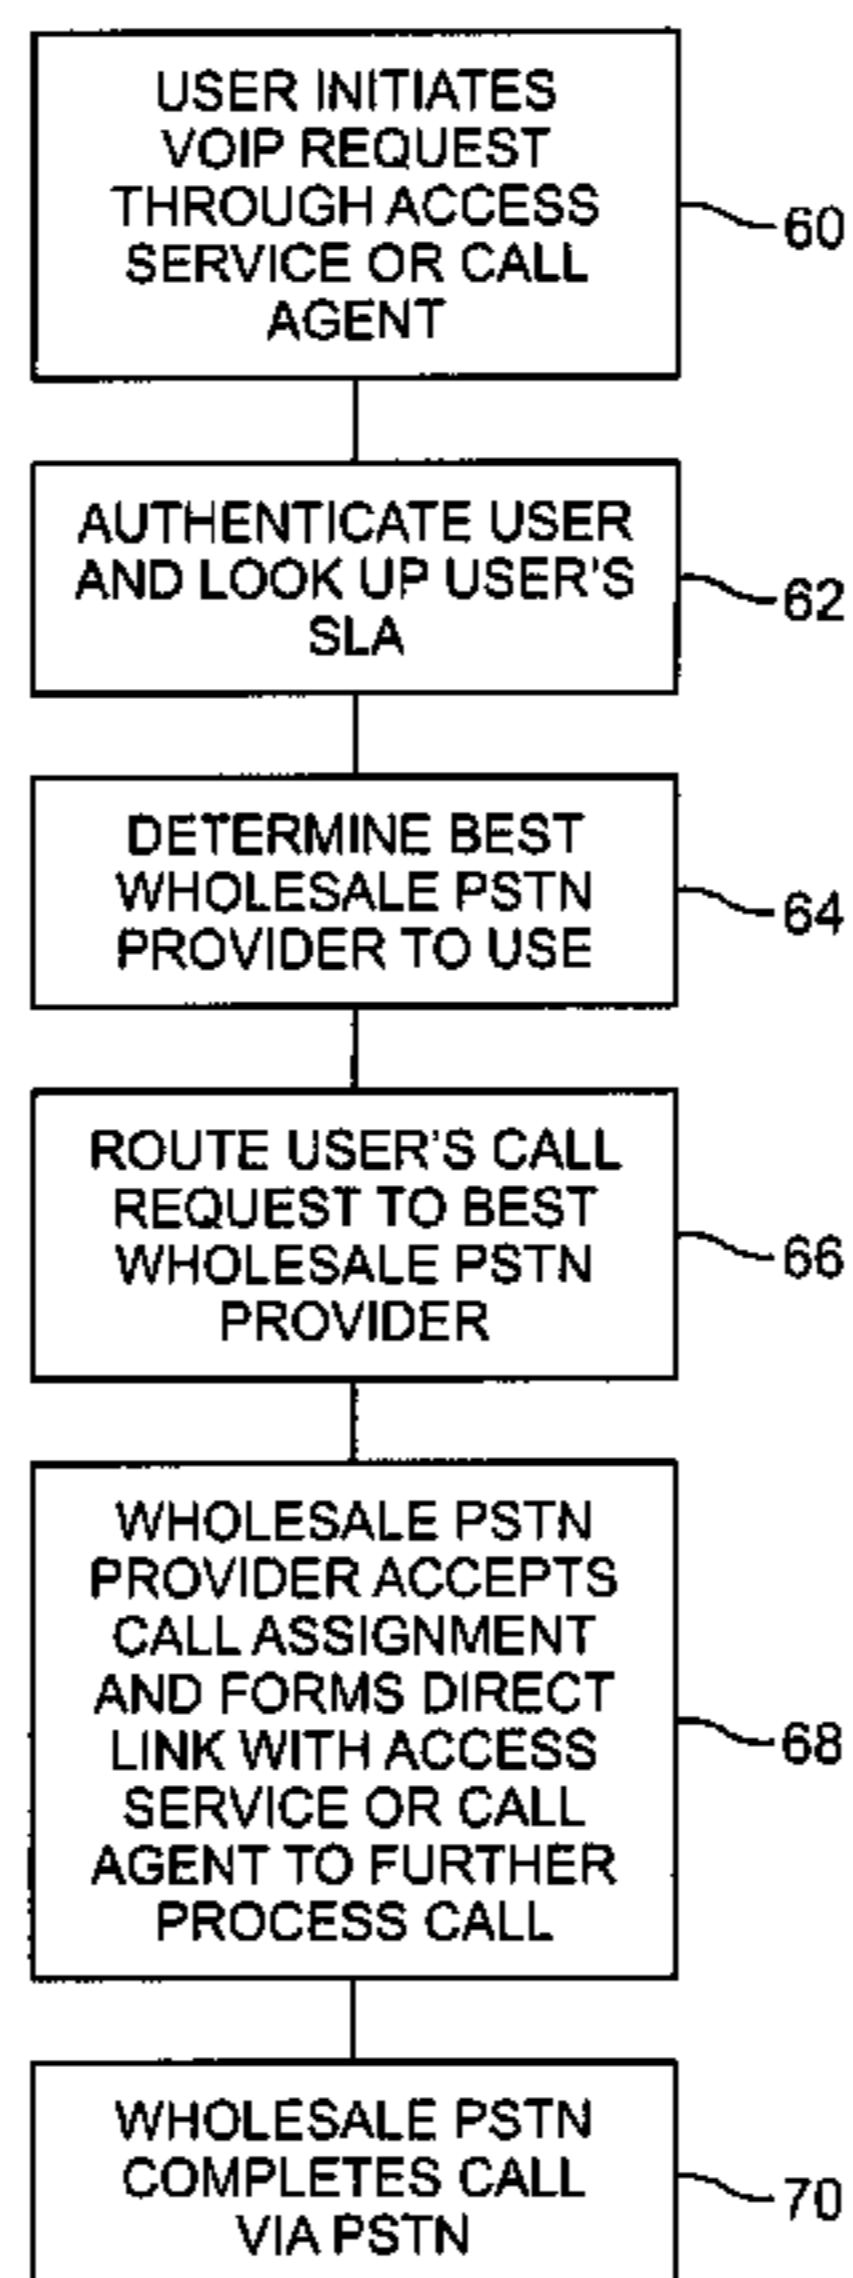 USER INITIATES
VOIP REQUEST
THROUGH ACCESS
SERVICE OR CALL
AGENT
60
AUTHENTICATE USER
AND LOOK UP USER'S
SLA
62
DETERMINE BEST
WHOLESALE PSTN
PROVIDER TO USE
64
ROUTE USER'S CALL
REQUEST TO BEST
WHOLESALE PSTN
PROVIDER
66
WHOLESALE PSTN
PROVIDER ACCEPTS
CALL ASSIGNMENT
AND FORMS DIRECT
LINK WITH ACCESS
SERVICE OR CALL
AGENT TO FURTHER
PROCESS CALL
68
WHOLESALE PSTN
COMPLETES CALL
VIA PSTN
70